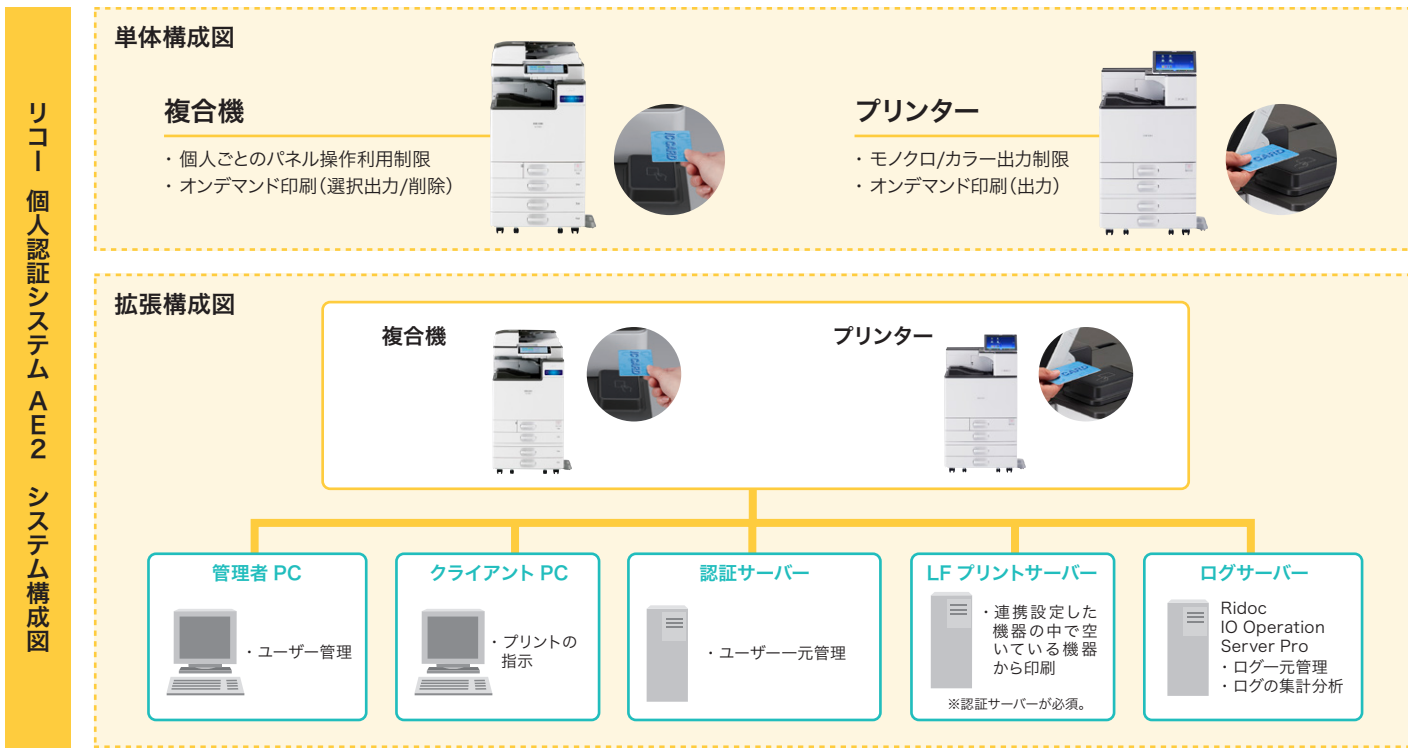 リコー 個人認証システム AE2 システム構成図
単体構成図
複合機
・個人ごとのパネル操作利用制限
・オンデマンド印刷（選択出力/削除）
ID CARD
プリンター
・モノクロ/カラー出力制限
・オンデマンド印刷（出力）
CARD
拡張構成図
複合機
ID CARD
プリンター
CARD
管理者 PC
・ユーザー管理
クライアント PC
・プリントの
指示
認証サーバー
・ユーザー一元管理
LF プリントサーバー
・連携設定した
機器の中で空
いている機器
から印刷
※認証サーバーが必須。
ログサーバー
Ridoc
IO Operation
Server Pro
・ログ一元管理
・ログの集計分析